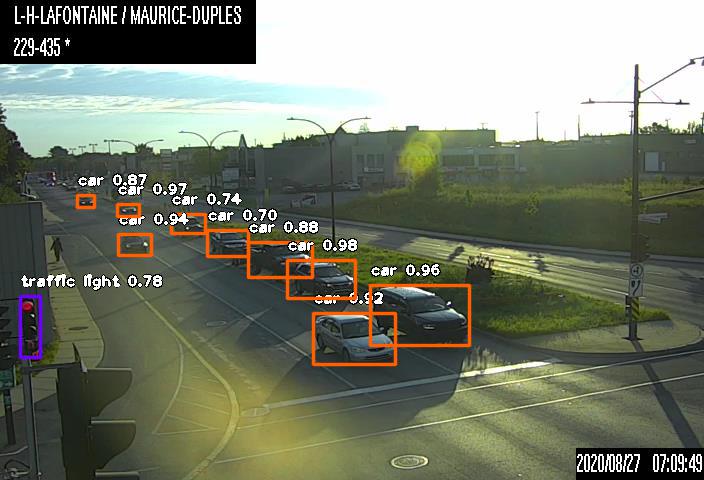 L-H-LAFONTAINE / MAURICE-DUPLES
229-435 *
car 0.87
car 0.97
car 0.74
car 0.94
car 0.70
car 0.88
car 0.98
car 0.96
traffic light 0.78
car 0.92
2020/08/27 07:09:49